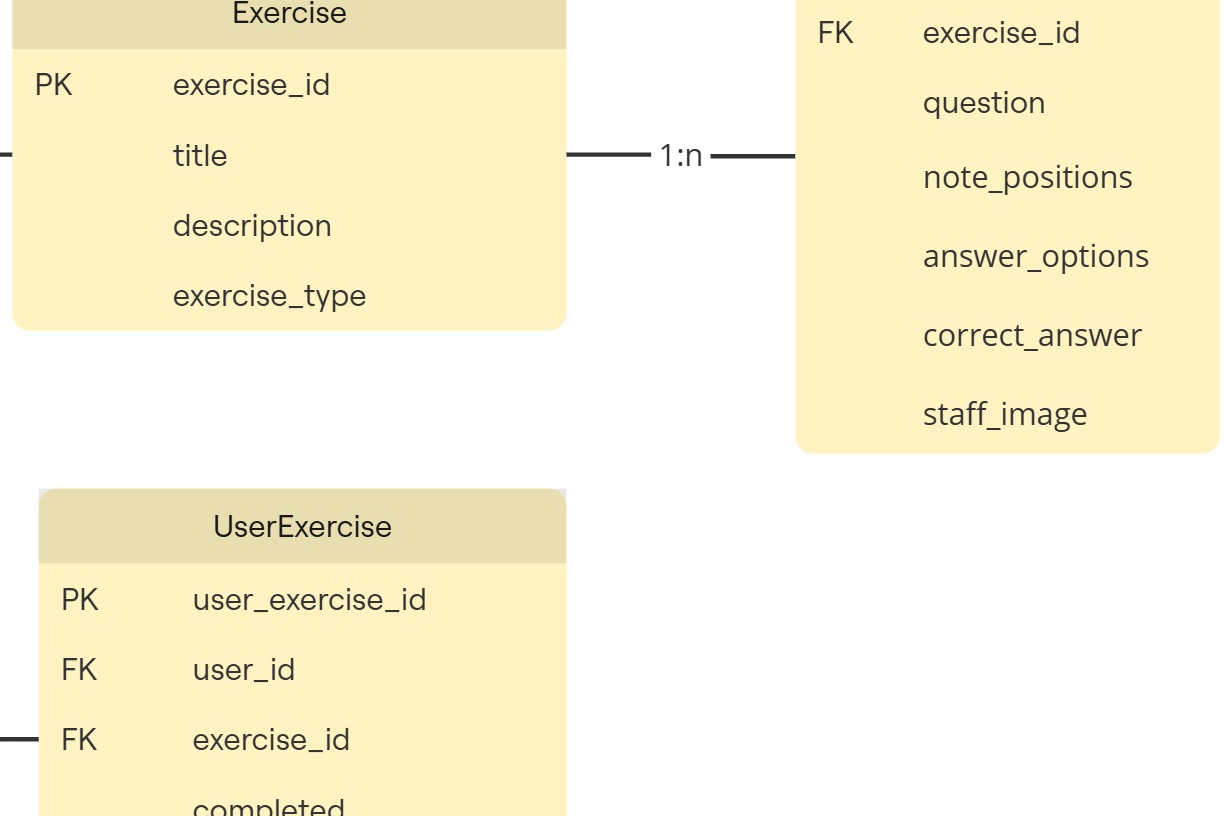 Exercise
PK exercise_id
title
description
exercise_type
1:n
FK exercise_id
question
note_positions
answer_options
correct_answer
staff_image
UserExercise
PK user_exercise_id
FK user_id
FK exercise_id
completed